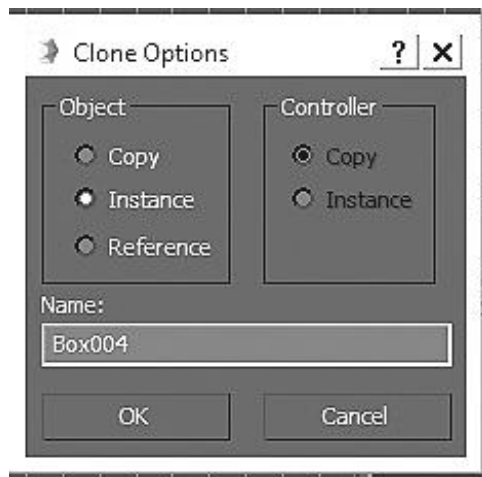 Clone Options ? X
Object Controller
Copy Copy
Instance Instance
Reference
Name:
Box004
OK Cancel